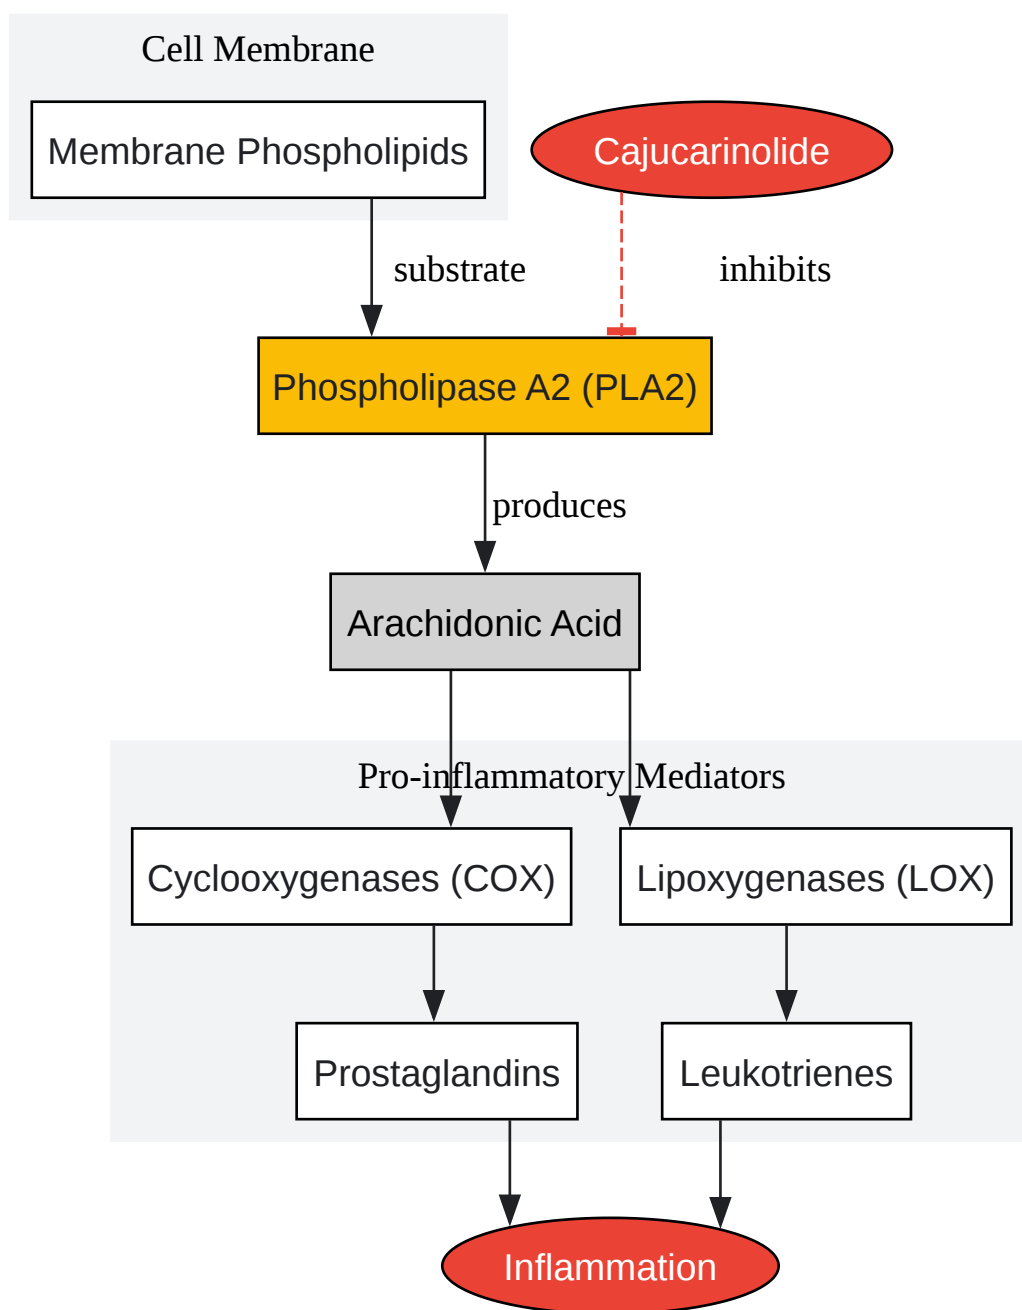 Cell Membrane
Membrane Phospholipids
Cajucarinolide
substrate
inhibits
Phospholipase A2 (PLA2)
produces
Arachidonic Acid
Pro-inflammatory Mediators
Cyclooxygenases (COX)
Lipoxygenases (LOX)
Prostaglandins
Leukotrienes
Inflammation